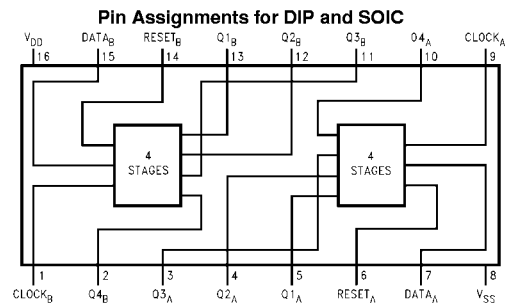 Pin Assignments for DIP and SOIC
VDD DATAB RESETB Q1B Q2B Q3B Q4A CLOCKA
16 15 14 13 12 11 10 9
4 4
STAGES STAGES
1 2 3 4 5 6 7 8
CLOCKB Q4B Q3A Q2A Q1A RESETA DATAA VSS